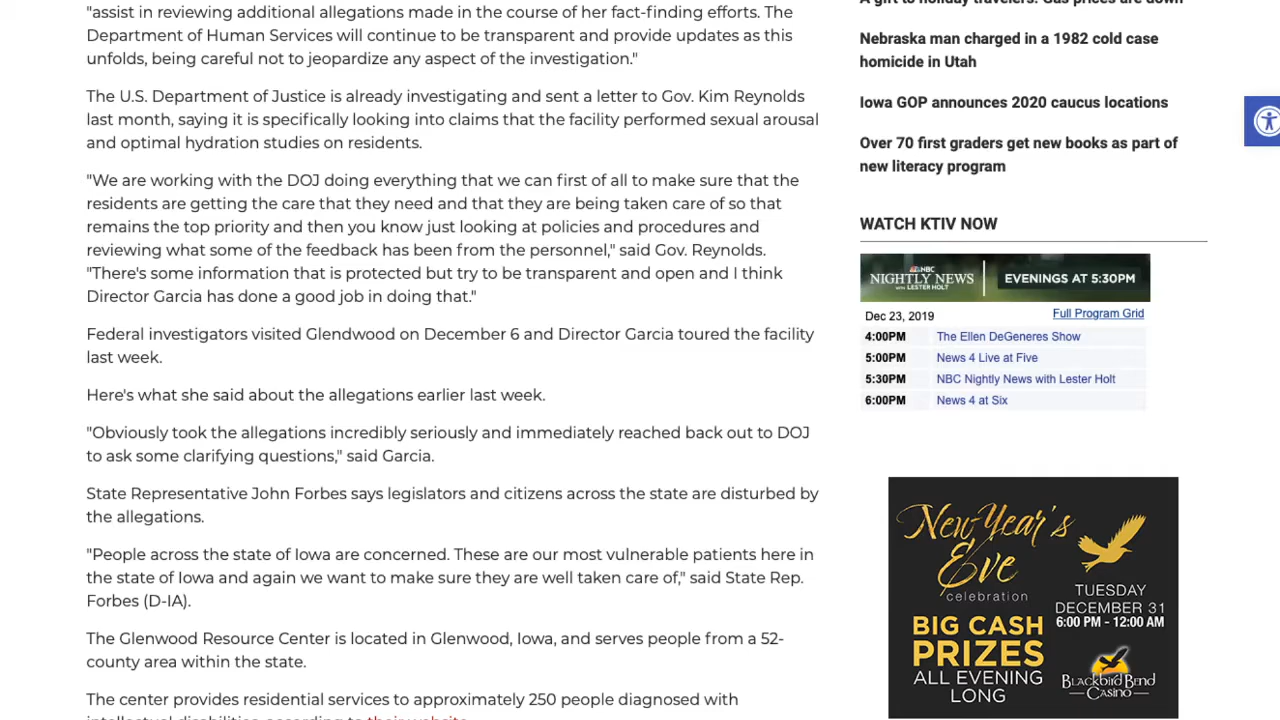 "assist in reviewing additional allegations made in the course of her fact-finding efforts. The
Department of Human Services will continue to be transparent and provide updates as this
unfolds, being careful not to jeopardize any aspect of the investigation."
The U.S. Department of Justice is already investigating and sent a letter to Gov. Kim Reynolds
last month, saying it is specifically looking into claims that the facility performed sexual arousal
and optimal hydration studies on residents.
"We are working with the DOJ doing everything that we can first of all to make sure that the
residents are getting the care that they need and that they are being taken care of so that
remains the top priority and then you know just looking at policies and procedures and
reviewing what some of the feedback has been from the personnel," said Gov. Reynolds.
"There's some information that is protected but try to be transparent and open and I think
Director Garcia has done a good job in doing that."
Federal investigators visited Glendwood on December 6 and Director Garcia toured the facility
last week.
Here's what she said about the allegations earlier last week.
"Obviously took the allegations incredibly seriously and immediately reached back out to DOJ
to ask some clarifying questions," said Garcia.
State Representative John Forbes says legislators and citizens across the state are disturbed by
the allegations.
"People across the state of Iowa are concerned. These are our most vulnerable patients here in
the state of Iowa and again we want to make sure they are well taken care of," said State Rep.
Forbes (D-IA).
The Glenwood Resource Center is located in Glenwood, Iowa, and serves people from a 52-
county area within the state.
The center provides residential services to approximately 250 people diagnosed with
intellectual disabilities, according to their website.
A gift to holiday travelers: Gas prices are down
Nebraska man charged in a 1982 cold case
homicide in Utah
Iowa GOP announces 2020 caucus locations
Over 70 first graders get new books as part of
new literacy program
WATCH KTIV NOW
NBC
NIGHTLY NEWS
WITH LESTER HOLT
EVENINGS AT 5:30PM
Dec 23, 2019 Full Program Grid
4:00PM The Ellen DeGeneres Show
5:00PM News 4 Live at Five
5:30PM NBC Nightly News with Lester Holt
6:00PM News 4 at Six
New Year's
Eve
celebration
TUESDAY
DECEMBER 31
6:00 PM - 12:00 AM
BIG CASH
PRIZES
ALL EVENING
LONG
Blackbird Bend
Casino